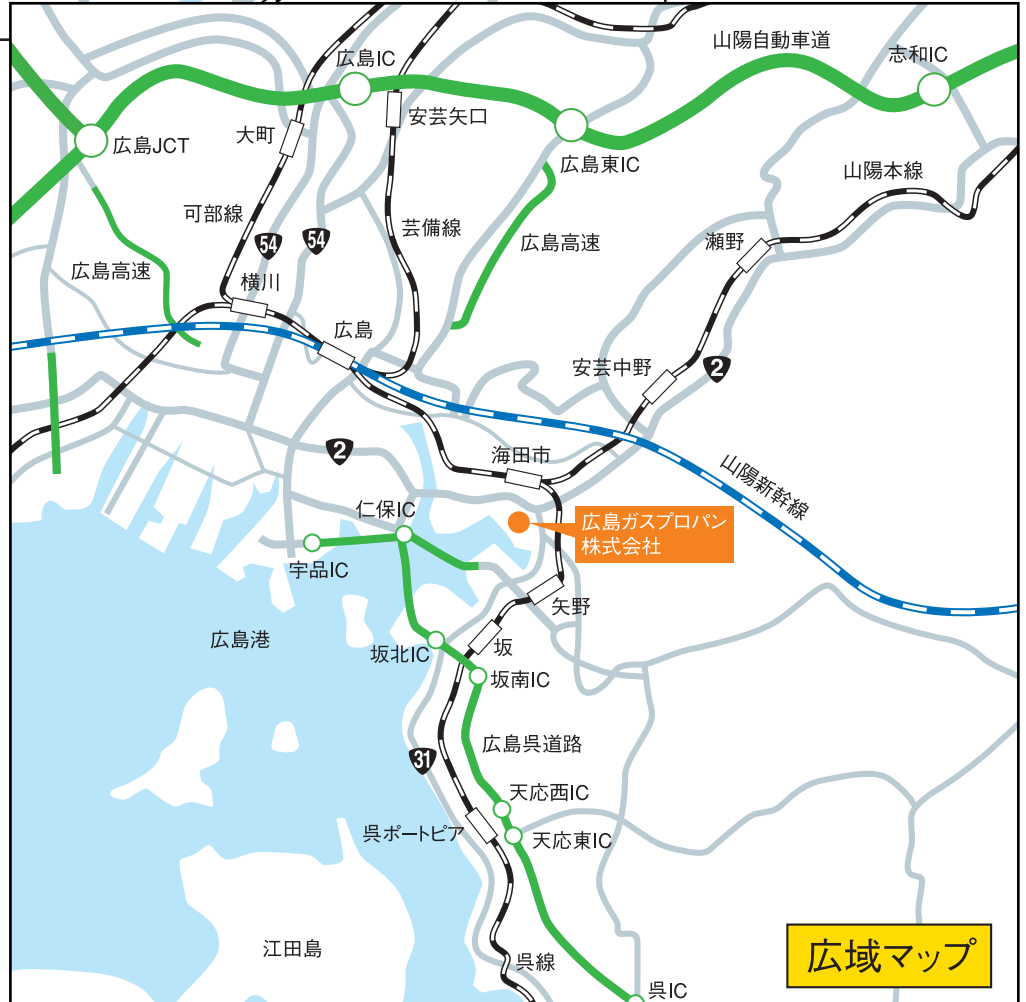 山陽自動車道
志和IC
広島IC
安芸矢口
大町
広島JCT
広島東IC
山陽本線
可部線
54
54
芸備線
広島高速
瀬野
広島高速
横川
広島
安芸中野
2
2
海田市
山陽新幹線
仁保IC
広島ガスプロパン
株式会社
宇品IC
矢野
広島港
坂北IC
坂
坂南IC
31
広島呉道路
天応西IC
呉ポートピア
天応東IC
江田島
呉線
広域マップ
呉IC